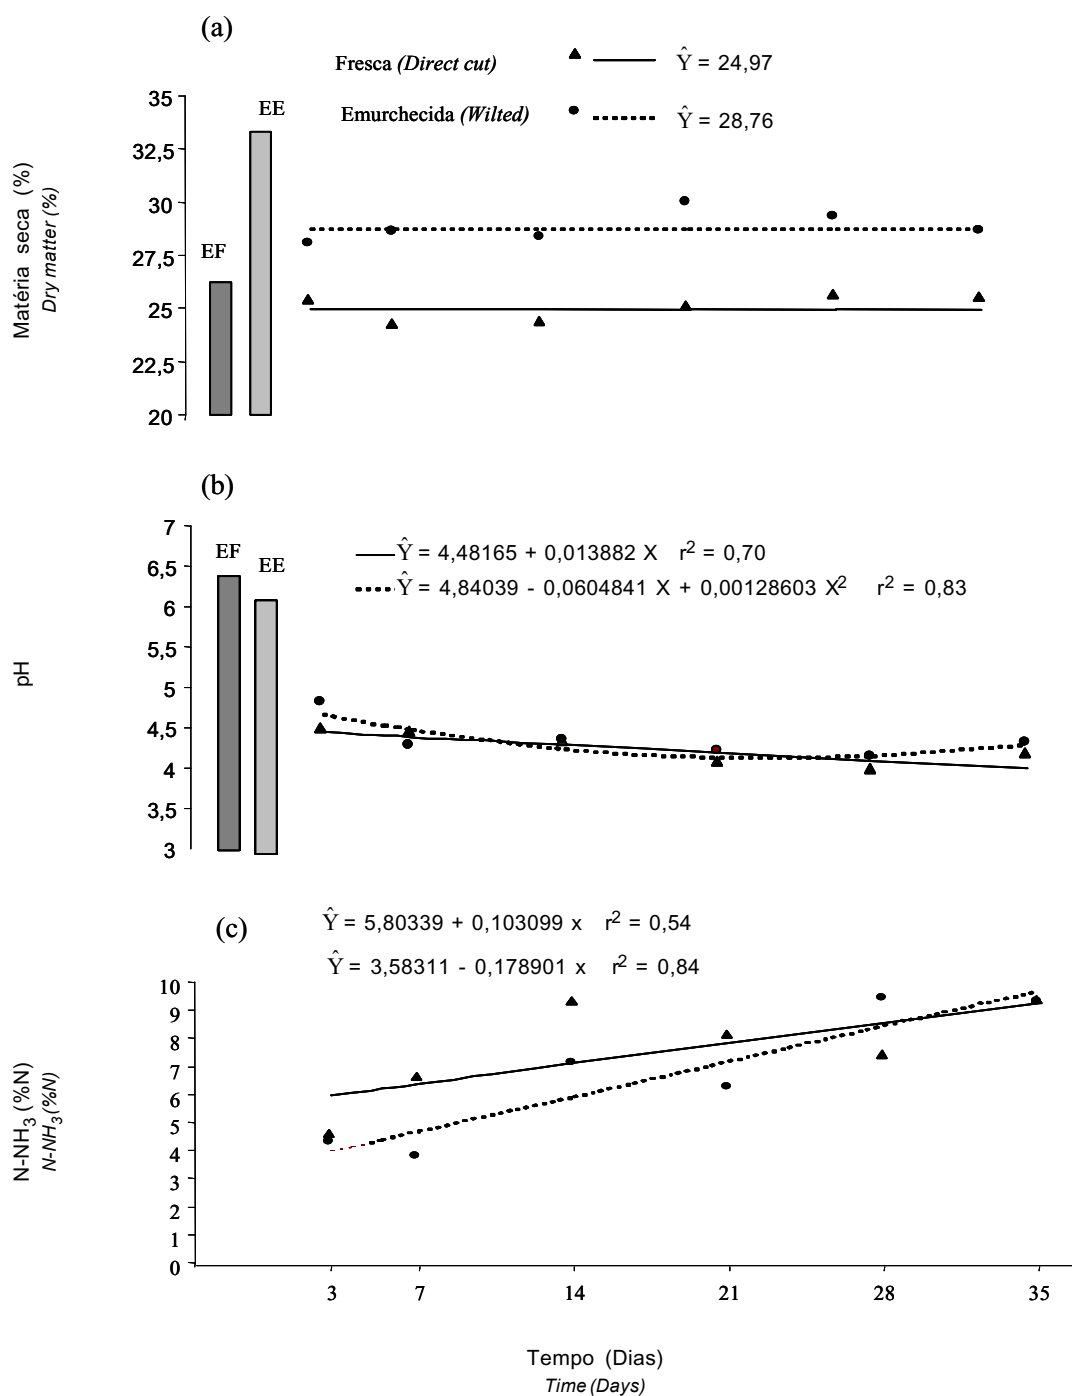 (a)
Fresca (Direct cut) Ŷ = 24,97
Emurchecida (Wilted) Ŷ = 28,76
Matéria seca (%)
Dry matter (%)
35
32,5
30
27,5
25
22,5
20
EF
EE
(b)
Ŷ = 4,48165 + 0,013882 X r² = 0,70
Ŷ = 4,84039 - 0,0604841 X + 0,00128603 X² r² = 0,83
pH
7
6,5
6
5,5
5
4,5
4
3,5
3
EF
EE
(c)
Ŷ = 5,80339 + 0,103099 x r² = 0,54
Ŷ = 3,58311 - 0,178901 x r² = 0,84
N-NH₃ (%N)
N-NH₃ (%N)
10
9
8
7
6
5
4
3
2
1
0
3 7 14 21 28 35
Tempo (Dias)
Time (Days)